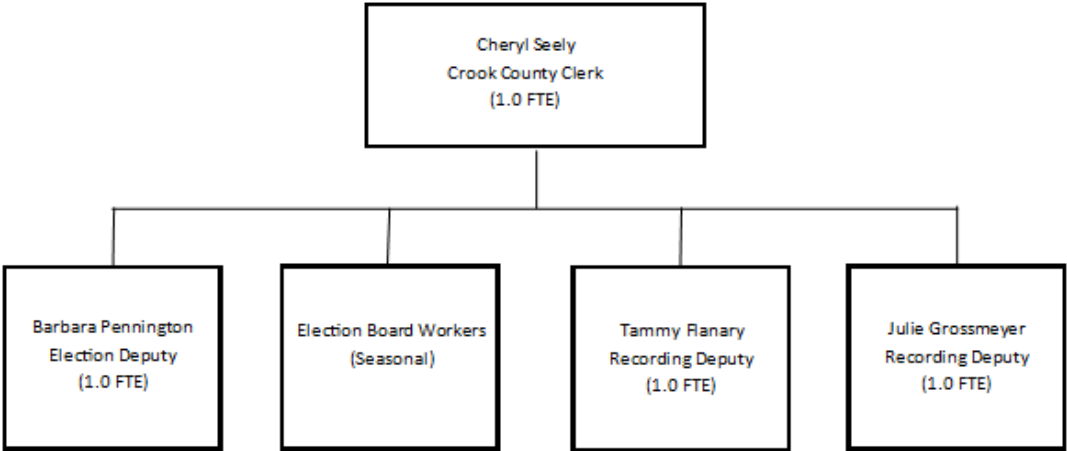 Cheryl Seely
Crook County Clerk
(1.0 FTE)
Barbara Pennington
Election Deputy
(1.0 FTE)
Election Board Workers
(Seasonal)
Tammy Flanary
Recording Deputy
(1.0 FTE)
Julie Grossmeyer
Recording Deputy
(1.0 FTE)